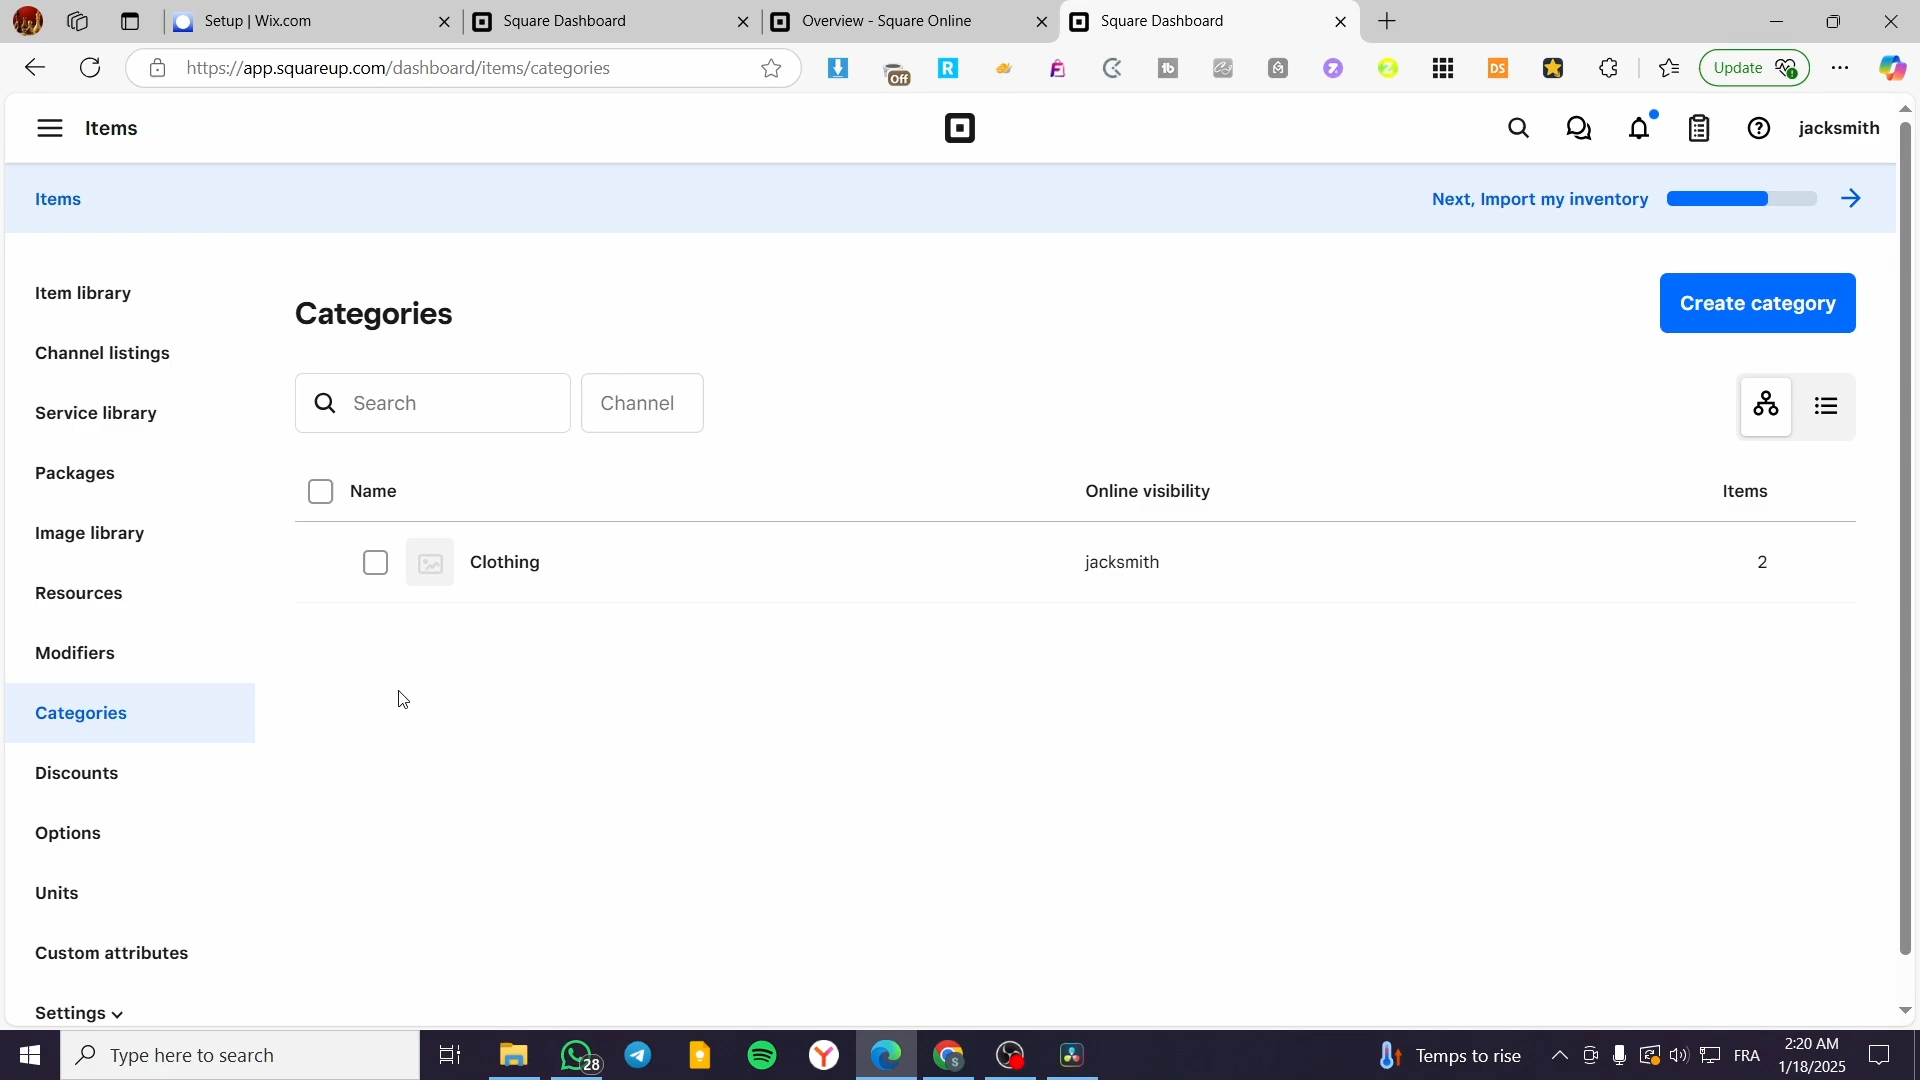 Setup | Wix.com
Square Dashboard
Overview - Square Online
Square Dashboard
https://app.squareup.com/dashboard/items/categories
Off
R
tb
DS
Update
Items
jacksmith
Items
Next, Import my inventory
Item library
Channel listings
Service library
Packages
Image library
Resources
Modifiers
Categories
Discounts
Options
Units
Custom attributes
Settings
Categories
Create category
Search
Channel
Name
Online visibility
Items
Clothing
jacksmith
2
Type here to search
28
Temps to rise
FRA
2:20 AM
1/18/2025